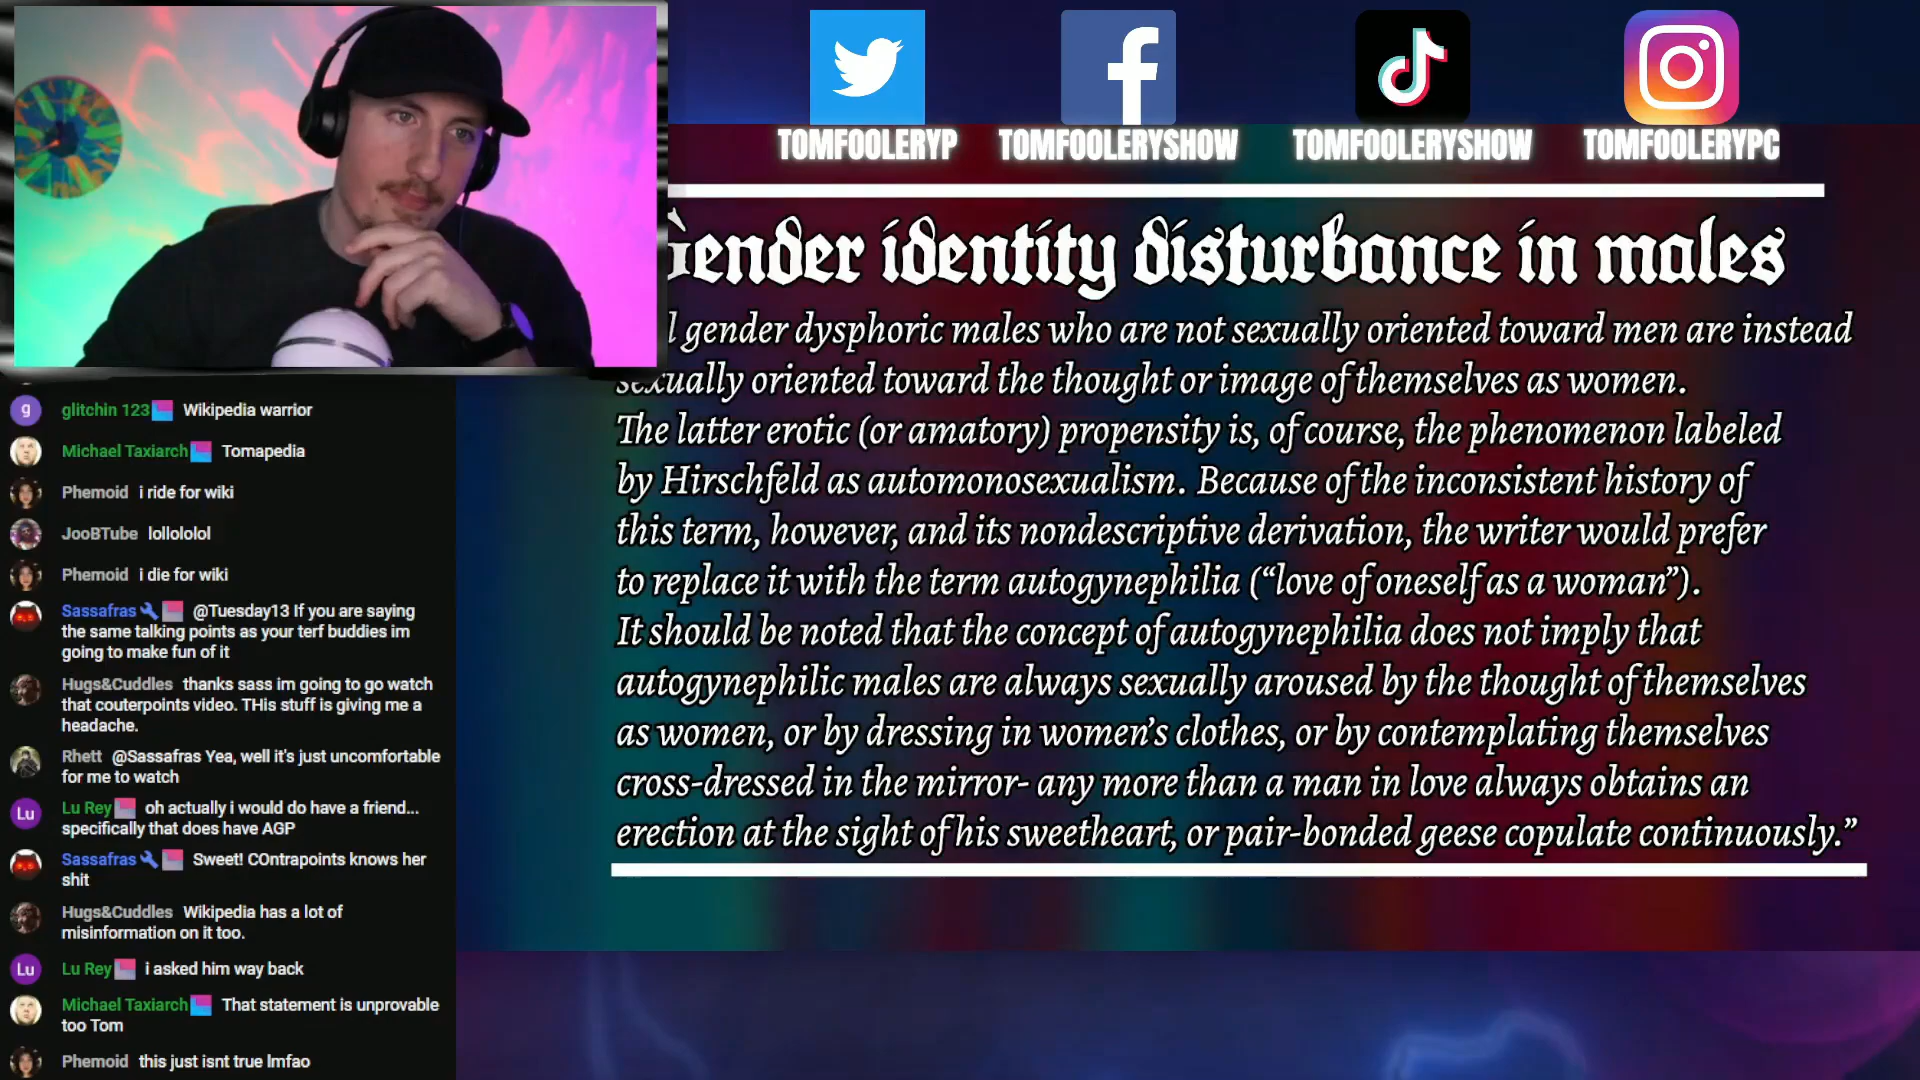 TOMFOOLERYP
TOMFOOLERYSHOW
TOMFOOLERYSHOW
TOMFOOLERYPC
Gender identity disturbance in males
gender dysphoric males who are not sexually oriented toward men are instead
sexually oriented toward the thought or image of themselves as women.
The latter erotic (or amatory) propensity is, of course, the phenomenon labeled
by Hirschfeld as automonosexualism. Because of the inconsistent history of
this term, however, and its nondescriptive derivation, the writer would prefer
to replace it with the term autogynephilia (“love of oneself as a woman”).
It should be noted that the concept of autogynephilia does not imply that
autogynephilic males are always sexually aroused by the thought of themselves
as women, or by dressing in women’s clothes, or by contemplating themselves
cross-dressed in the mirror- any more than a man in love always obtains an
erection at the sight of his sweetheart, or pair-bonded geese copulate continuously.”
g glitchin 123 Wikipedia warrior
Michael Taxiarch Tomapedia
Phemoid i ride for wiki
JooBTube lollololol
Phemoid i die for wiki
Sassafras @Tuesday13 If you are saying
the same talking points as your terf buddies im
going to make fun of it
Hugs&Cuddles thanks sass im going to go watch
that couterpoints video. THis stuff is giving me a
headache.
Rhett @Sassafras Yea, well it's just uncomfortable
for me to watch
Lu Lu Rey oh actually i would do have a friend...
specifically that does have AGP
Sassafras Sweet! COntrapoints knows her
shit
Hugs&Cuddles Wikipedia has a lot of
misinformation on it too.
Lu Lu Rey i asked him way back
Michael Taxiarch That statement is unprovable
too Tom
Phemoid this just isnt true lmfao